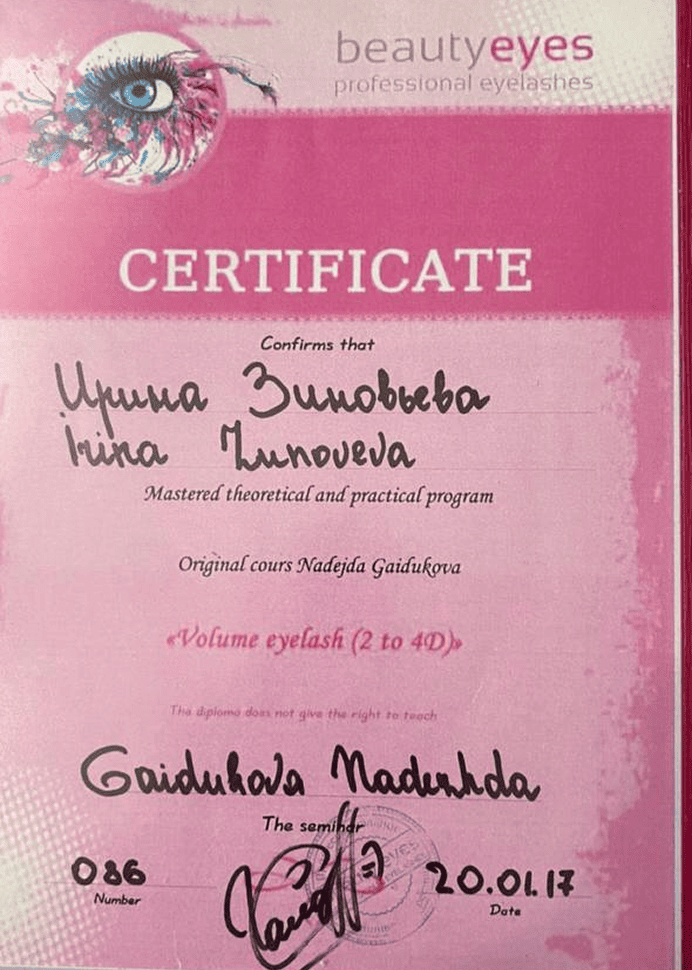 beautyeyes
professional eyelashes
CERTIFICATE
Confirms that
Ирина Зиновьева
Irina Zinoveva
Mastered theoretical and practical program
Original cours Nadejda Gaidukova
«Volume eyelash (2 to 4D)»
The diploma does not give the right to teach
Gaidukova Nadezhda
The seminar
086 20.01.17
Number Date